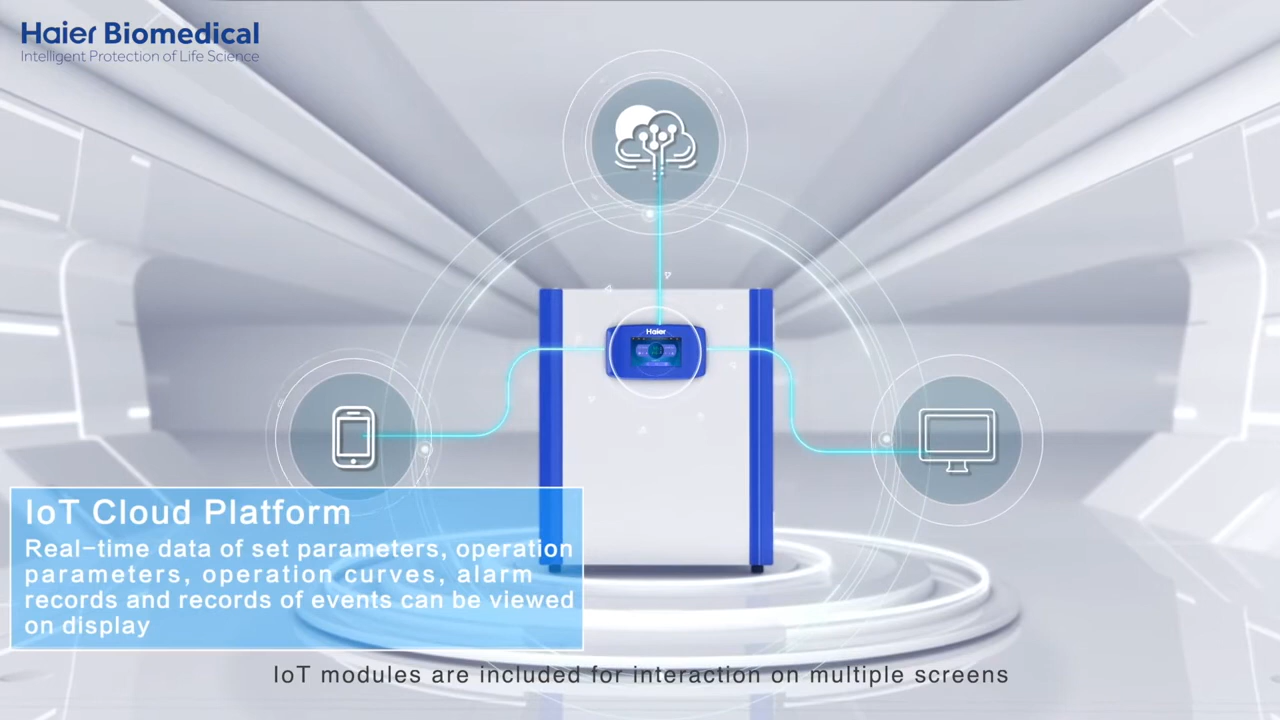 Haier Biomedical
Intelligent Protection of Life Science
Haier
IoT Cloud Platform
Real-time data of set parameters, operation
parameters, operation curves, alarm
records and records of events can be viewed
on display
IoT modules are included for interaction on multiple screens